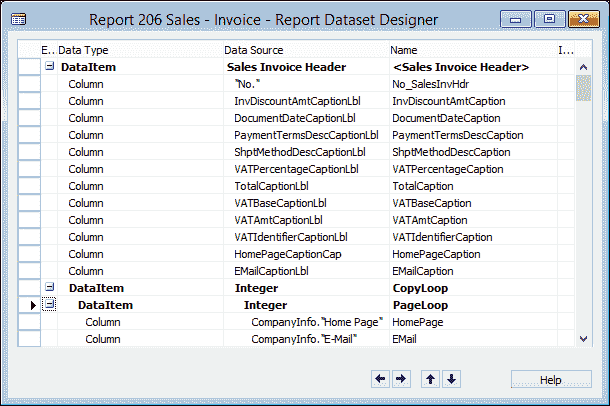 Report 206 Sales - Invoice - Report Dataset Designer
E... Data Type Data Source Name I...
DataItem Sales Invoice Header <Sales Invoice Header>
Column "No." No_SalesInvHdr
Column InvDiscountAmtCaptionLbl InvDiscountAmtCaption
Column DocumentDateCaptionLbl DocumentDateCaption
Column PaymentTermsDescCaptionLbl PaymentTermsDescCaption
Column ShptMethodDescCaptionLbl ShptMethodDescCaption
Column VATPercentageCaptionLbl VATPercentageCaption
Column TotalCaptionLbl TotalCaption
Column VATBaseCaptionLbl VATBaseCaption
Column VATAmtCaptionLbl VATAmtCaption
Column VATIdentifierCaptionLbl VATIdentifierCaption
Column HomePageCaptionCap HomePageCaption
Column EMailCaptionLbl EMailCaption
DataItem Integer CopyLoop
DataItem Integer PageLoop
Column CompanyInfo."Home Page" HomePage
Column CompanyInfo."E-Mail" EMail
Help